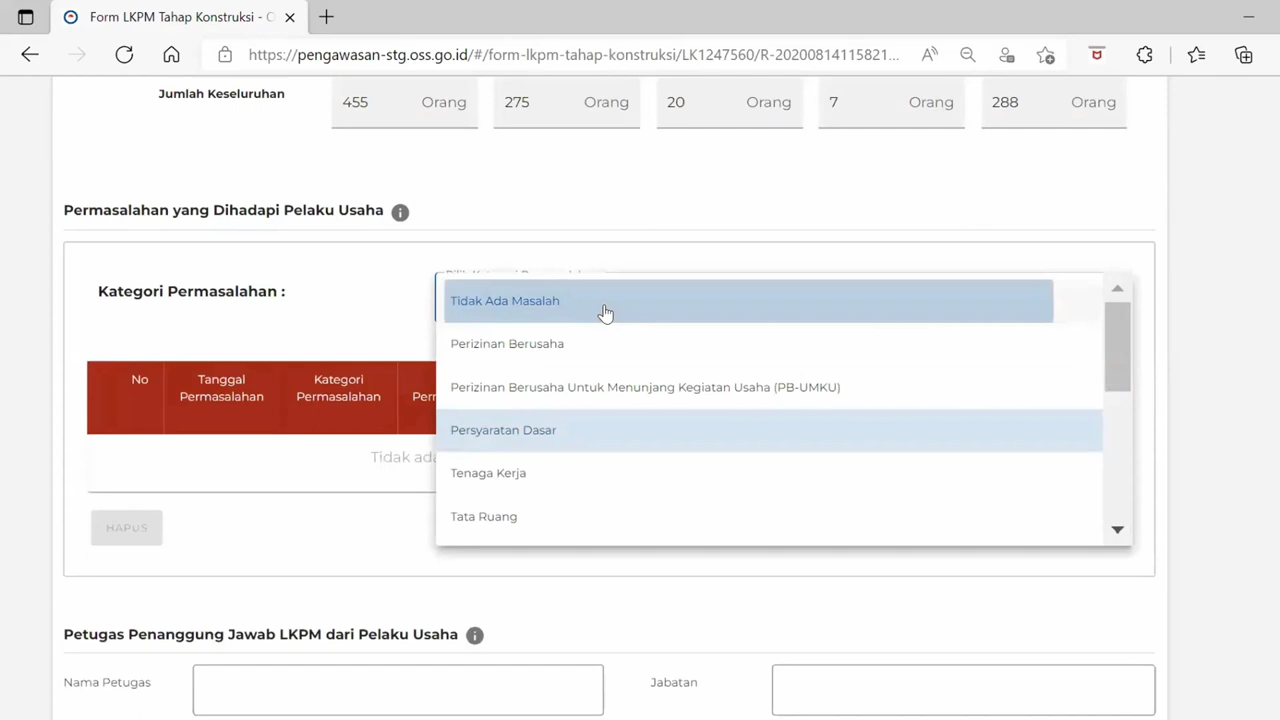 Form LKPM Tahap Konstruksi - O
https://pengawasan-stg.oss.go.id/#/form-lkpm-tahap-konstruksi/LK1247560/R-20200814115821...
Jumlah Keseluruhan
455 Orang 275 Orang 20 Orang 7 Orang 288 Orang
Permasalahan yang Dihadapi Pelaku Usaha
Kategori Permasalahan :
Tidak Ada Masalah
Perizinan Berusaha
Perizinan Berusaha Untuk Menunjang Kegiatan Usaha (PB-UMKU)
Persyaratan Dasar
Tenaga Kerja
Tata Ruang
No
Tanggal
Permasalahan
Kategori
Permasalahan
Perm
Tidak ada
HAPUS
Petugas Penanggung Jawab LKPM dari Pelaku Usaha
Nama Petugas
Jabatan